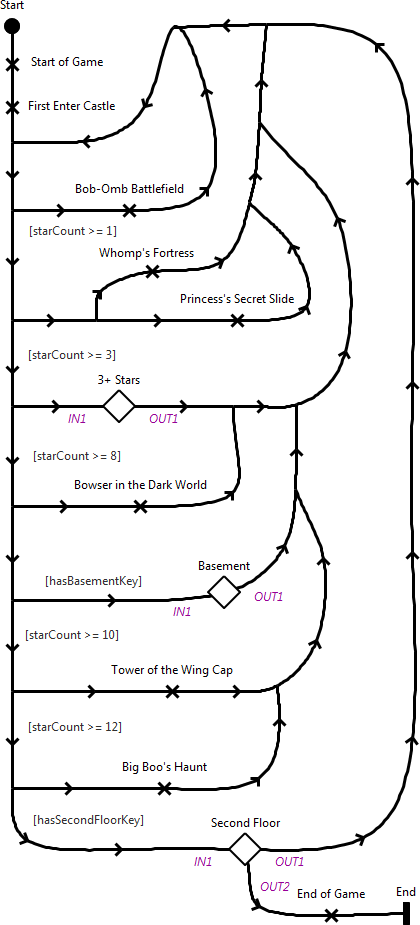 Start
Start of Game
First Enter Castle
Bob-Omb Battlefield
[starCount >= 1]
Whomp's Fortress
Princess's Secret Slide
[starCount >= 3]
3+ Stars
IN1
OUT1
[starCount >= 8]
Bowser in the Dark World
Basement
[hasBasementKey]
OUT1
IN1
[starCount >= 10]
Tower of the Wing Cap
[starCount >= 12]
Big Boo's Haunt
[hasSecondFloorKey]
Second Floor
IN1
OUT1
OUT2
End of Game
End